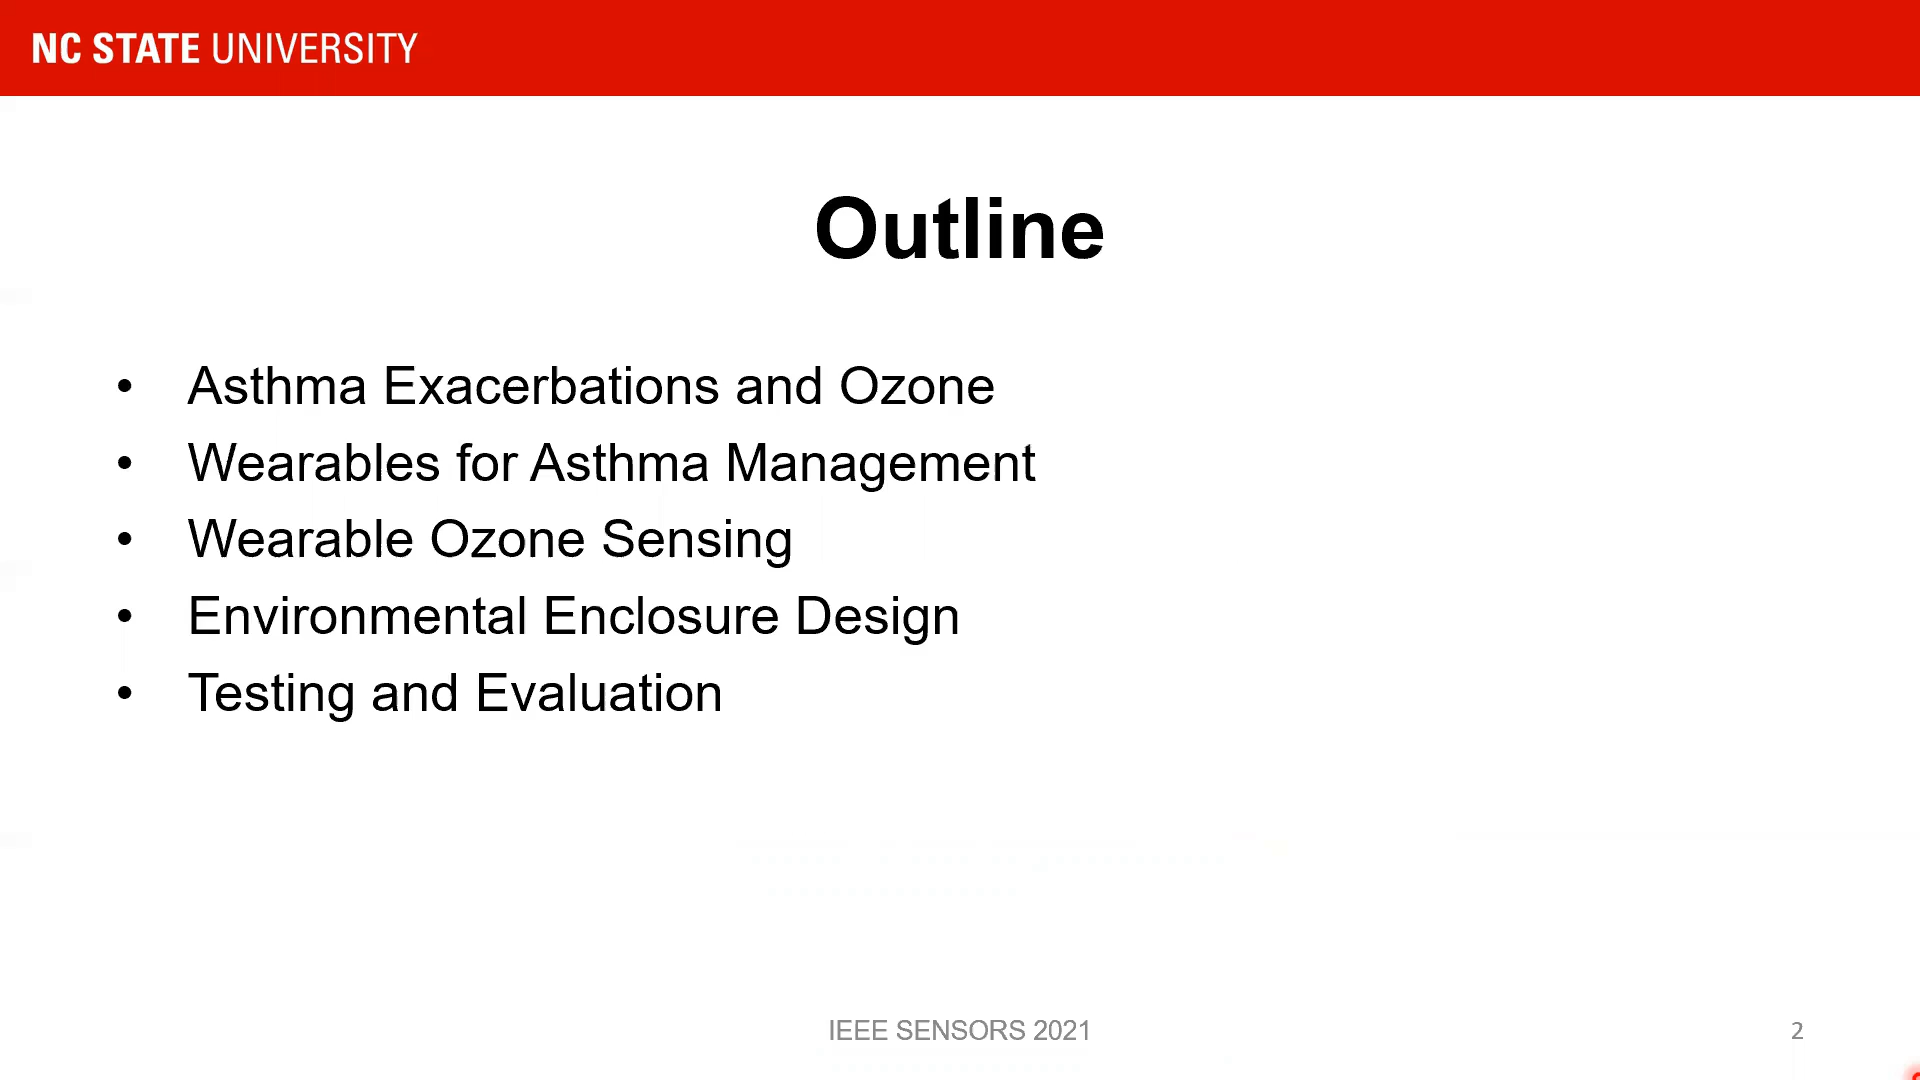 NC STATE UNIVERSITY
Outline
• Asthma Exacerbations and Ozone
• Wearables for Asthma Management
• Wearable Ozone Sensing
• Environmental Enclosure Design
• Testing and Evaluation
IEEE SENSORS 2021
2